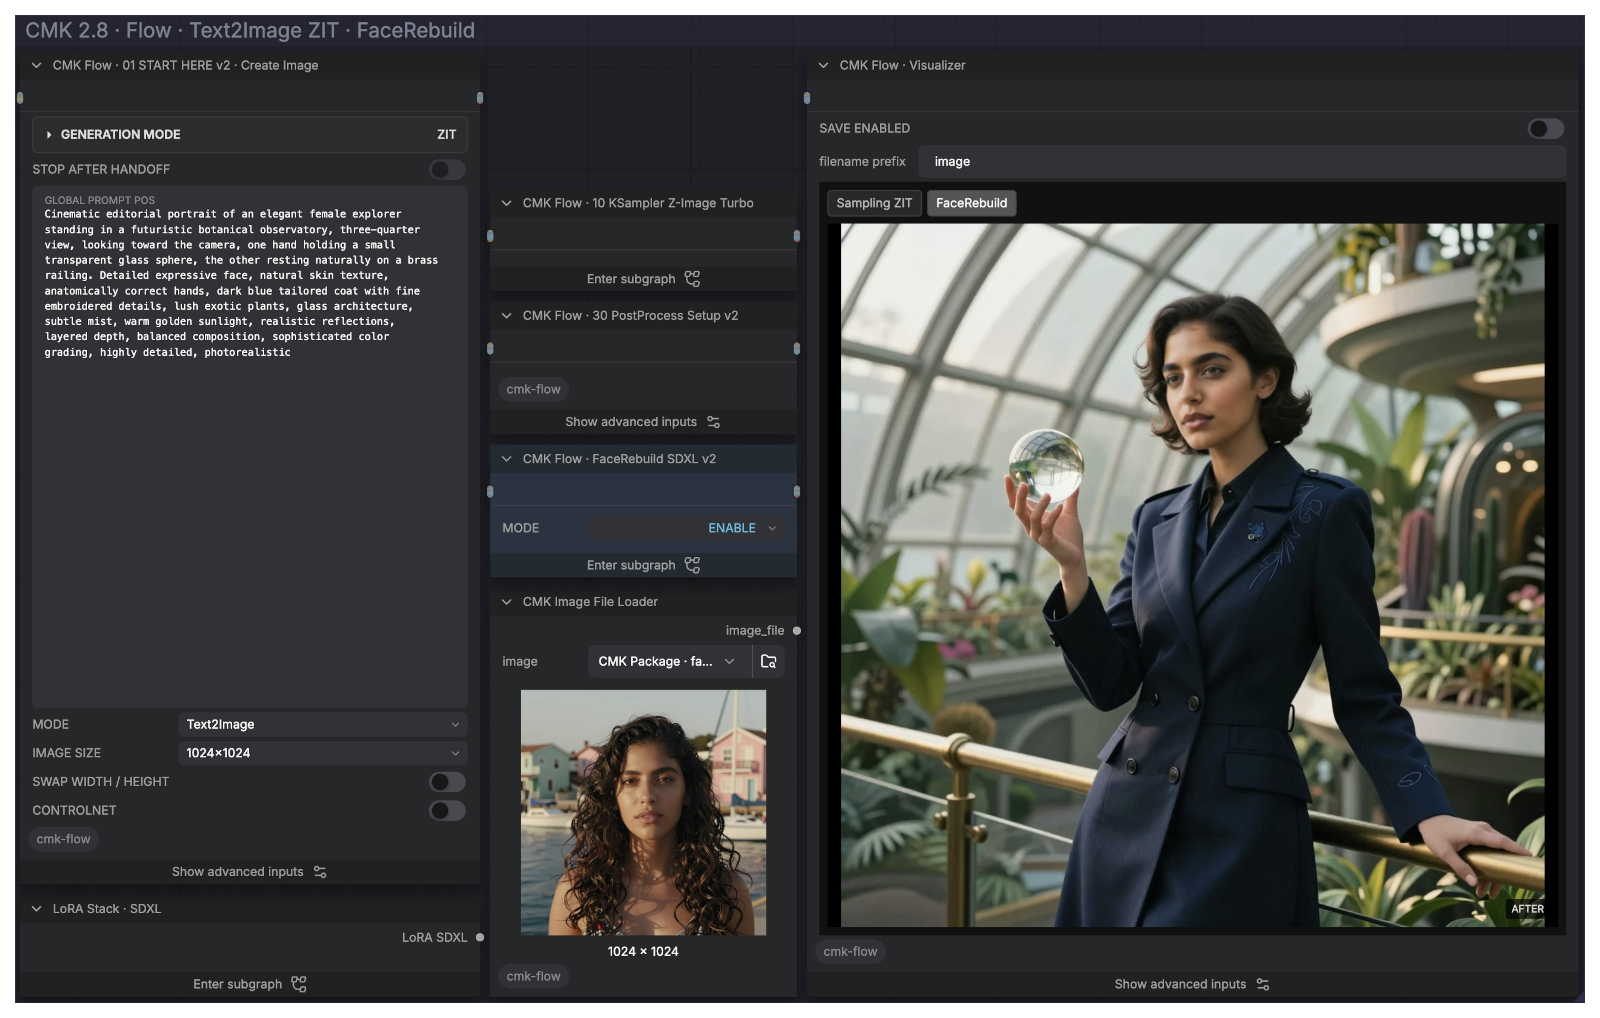 CMK 2.8 · Flow · Text2Image ZIT · FaceRebuild
CMK Flow · 01 START HERE v2 · Create Image
GENERATION MODE ZIT
STOP AFTER HANDOFF
GLOBAL PROMPT POS
Cinematic editorial portrait of an elegant female explorer
standing in a futuristic botanical observatory, three-quarter
view, looking toward the camera, one hand holding a small
transparent glass sphere, the other resting naturally on a brass
railing. Detailed expressive face, natural skin texture,
anatomically correct hands, dark blue tailored coat with fine
embroidered details, lush exotic plants, glass architecture,
subtle mist, warm golden sunlight, realistic reflections,
layered depth, balanced composition, sophisticated color
grading, highly detailed, photorealistic
MODE Text2Image
IMAGE SIZE 1024×1024
SWAP WIDTH / HEIGHT
CONTROLNET
cmk-flow
Show advanced inputs
LoRA Stack · SDXL
LoRA SDXL
Enter subgraph
CMK Flow · 10 KSampler Z-Image Turbo
Enter subgraph
CMK Flow · 30 PostProcess Setup v2
cmk-flow
Show advanced inputs
CMK Flow · FaceRebuild SDXL v2
MODE ENABLE
Enter subgraph
CMK Image File Loader
image_file
image CMK Package · fa...
1024 × 1024
cmk-flow
CMK Flow · Visualizer
SAVE ENABLED
filename prefix image
Sampling ZIT FaceRebuild
AFTER
cmk-flow
Show advanced inputs